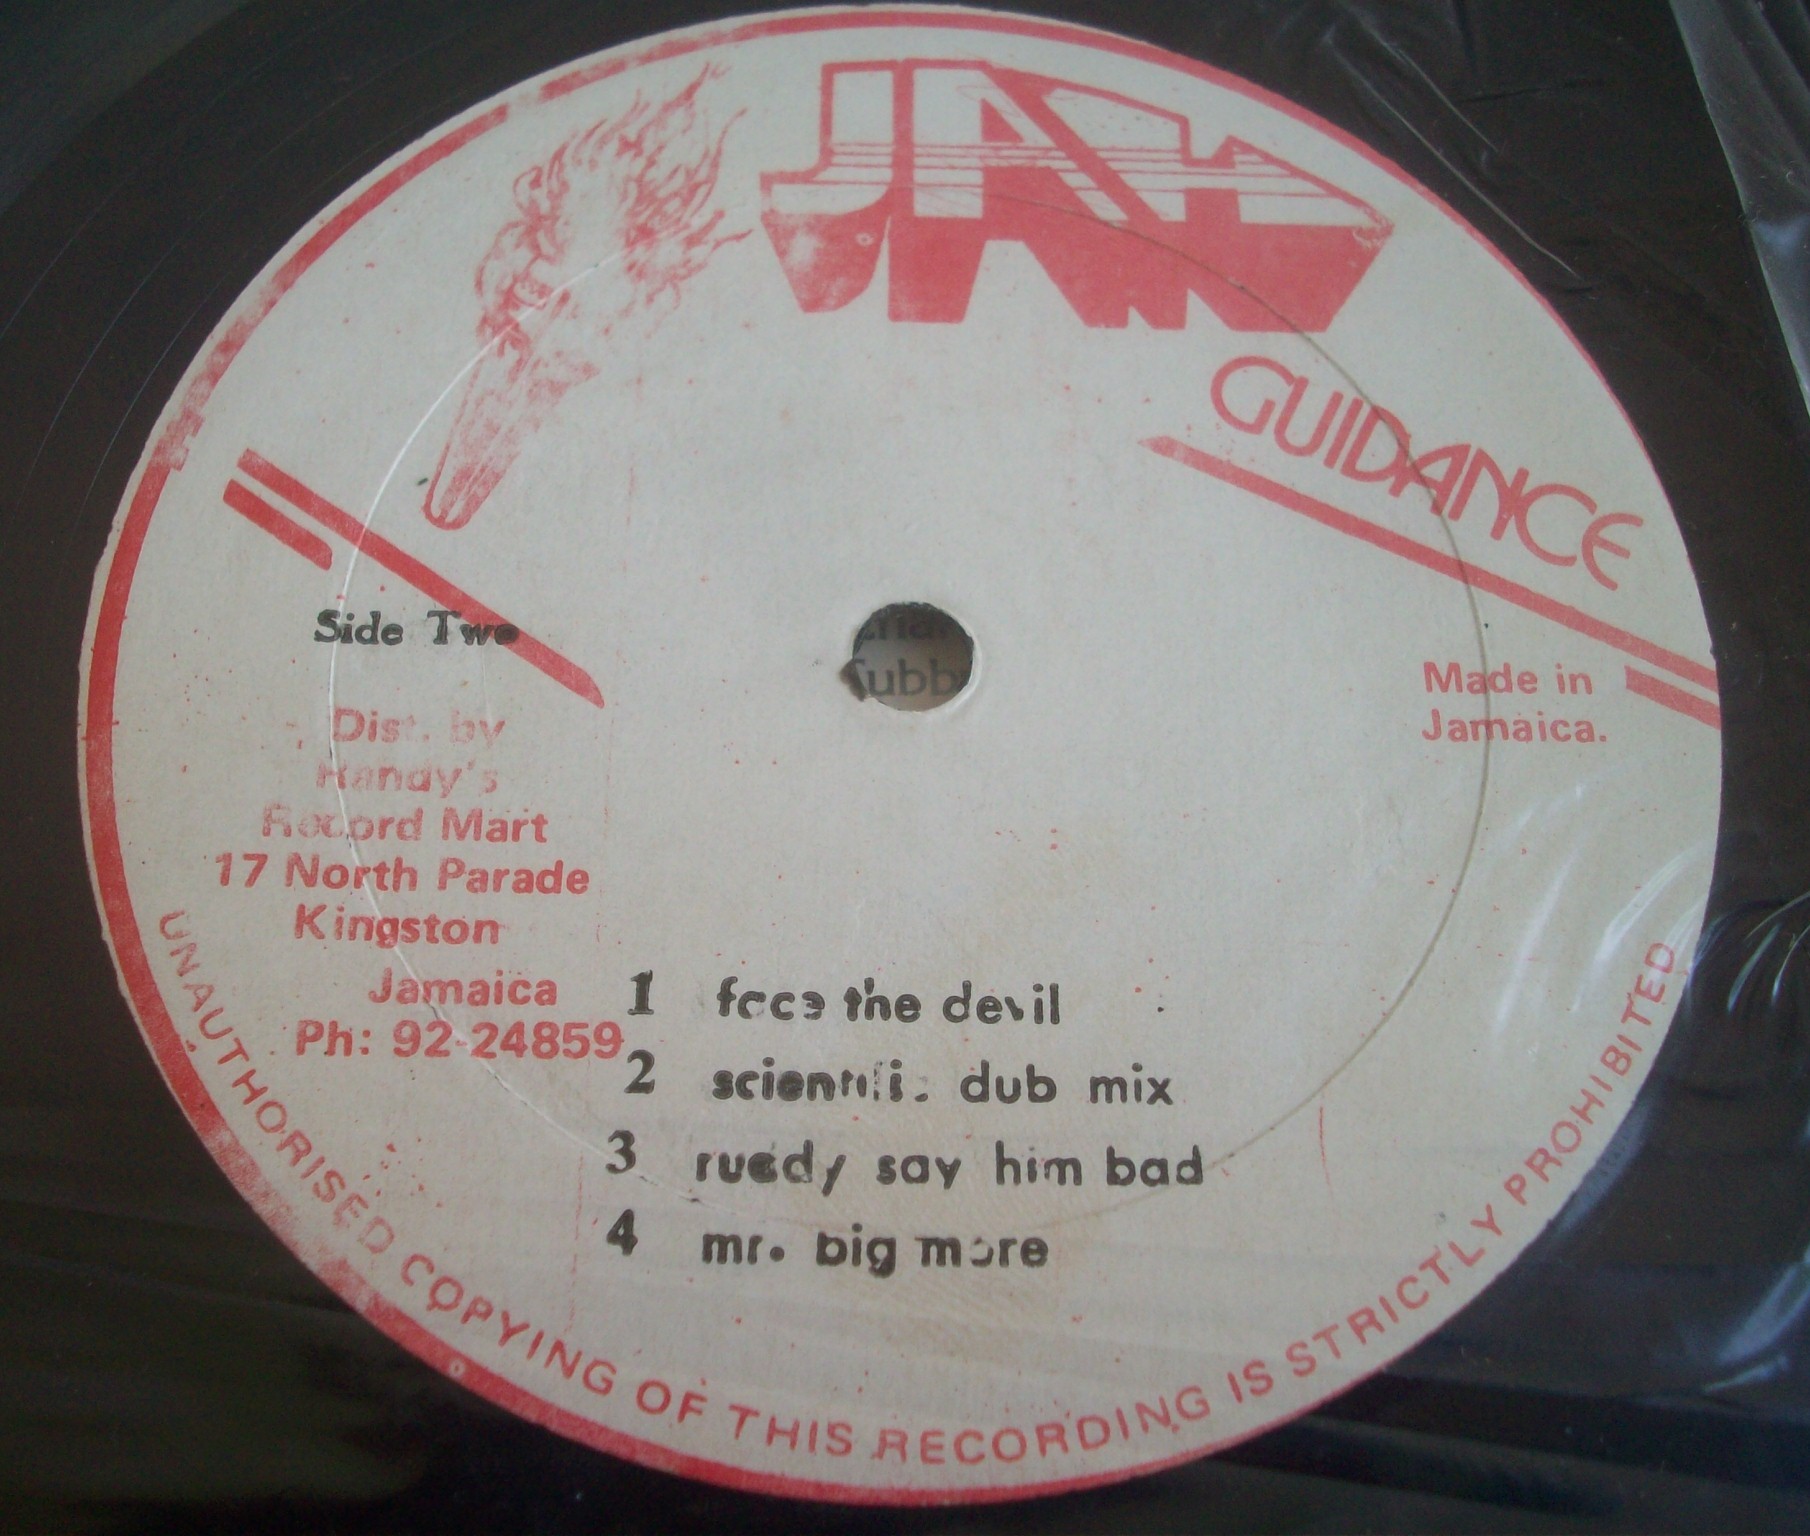 JAH
GUIDANCE
Side Two
Made in
Jamaica.
Dist. by
Randy's
Record Mart
17 North Parade
Kingston
Jamaica
Ph: 92-24859
1 face the devil
2 scientific dub mix
3 say him bad
4 mr. big more
UNAUTHORISED COPYING OF THIS RECORDING IS STRICTLY PROHIBITED